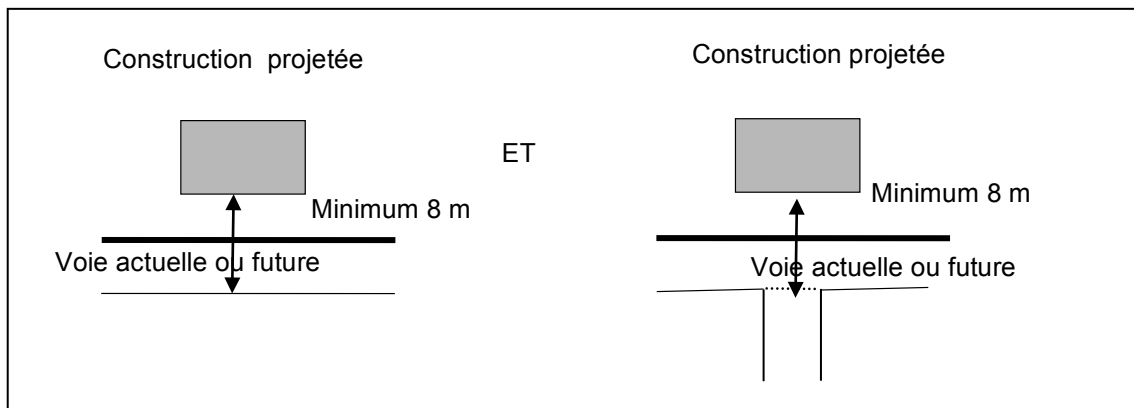 Construction projetée
Construction projetée
ET
Minimum 8 m
Minimum 8 m
Voie actuelle ou future
Voie actuelle ou future